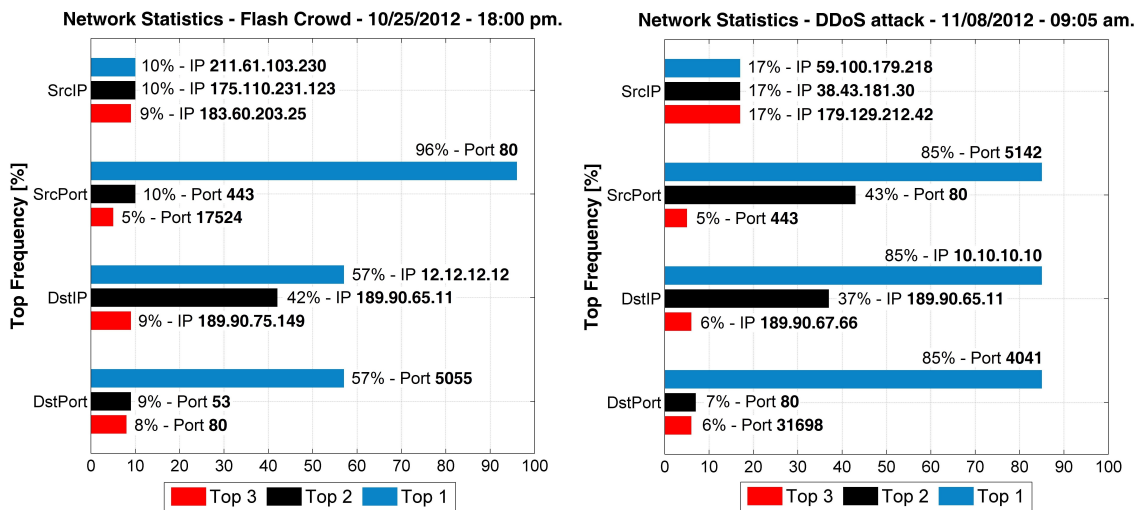 Network Statistics - Flash Crowd - 10/25/2012 - 18:00 pm.
Top Frequency [%]
SrcIP
10% - IP 211.61.103.230
10% - IP 175.110.231.123
9% - IP 183.60.203.25
SrcPort
96% - Port 80
10% - Port 443
5% - Port 17524
DstIP
57% - IP 12.12.12.12
42% - IP 189.90.65.11
9% - IP 189.90.75.149
DstPort
57% - Port 5055
9% - Port 53
8% - Port 80
0 10 20 30 40 50 60 70 80 90 100
Top 3 Top 2 Top 1
Network Statistics - DDoS attack - 11/08/2012 - 09:05 am.
Top Frequency [%]
SrcIP
17% - IP 59.100.179.218
17% - IP 38.43.181.30
17% - IP 179.129.212.42
SrcPort
85% - Port 5142
43% - Port 80
5% - Port 443
DstIP
85% - IP 10.10.10.10
37% - IP 189.90.65.11
6% - IP 189.90.67.66
DstPort
85% - Port 4041
7% - Port 80
6% - Port 31698
0 10 20 30 40 50 60 70 80 90 100
Top 3 Top 2 Top 1